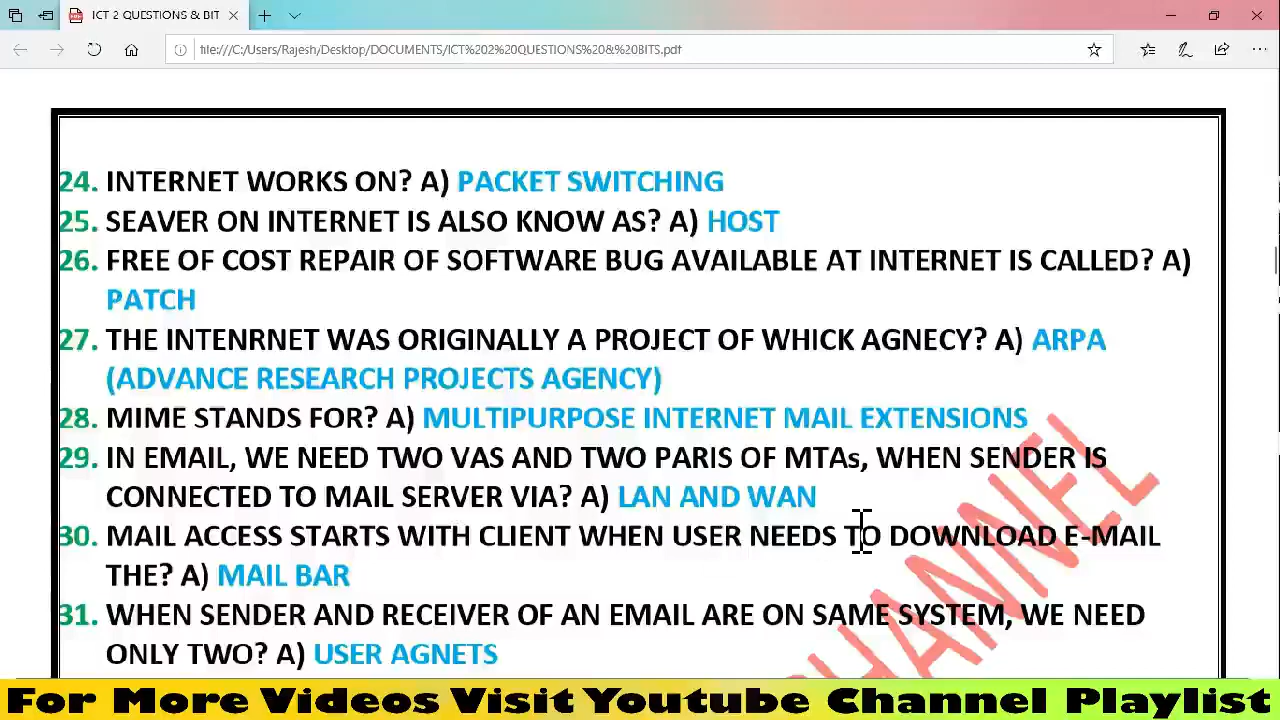 ICT 2 QUESTIONS & BIT
file:///C:/Users/Rajesh/Desktop/DOCUMENTS/ICT%202%20QUESTIONS%20&%20BITS.pdf
24. INTERNET WORKS ON? A) PACKET SWITCHING
25. SEAVER ON INTERNET IS ALSO KNOW AS? A) HOST
26. FREE OF COST REPAIR OF SOFTWARE BUG AVAILABLE AT INTERNET IS CALLED? A)
PATCH
27. THE INTENRNET WAS ORIGINALLY A PROJECT OF WHICK AGNECY? A) ARPA
(ADVANCE RESEARCH PROJECTS AGENCY)
28. MIME STANDS FOR? A) MULTIPURPOSE INTERNET MAIL EXTENSIONS
29. IN EMAIL, WE NEED TWO VAS AND TWO PARIS OF MTAs, WHEN SENDER IS
CONNECTED TO MAIL SERVER VIA? A) LAN AND WAN
30. MAIL ACCESS STARTS WITH CLIENT WHEN USER NEEDS TO DOWNLOAD E-MAIL
THE? A) MAIL BAR
31. WHEN SENDER AND RECEIVER OF AN EMAIL ARE ON SAME SYSTEM, WE NEED
ONLY TWO? A) USER AGNETS
HANNEL
For More Videos Visit Youtube Channel Playlist